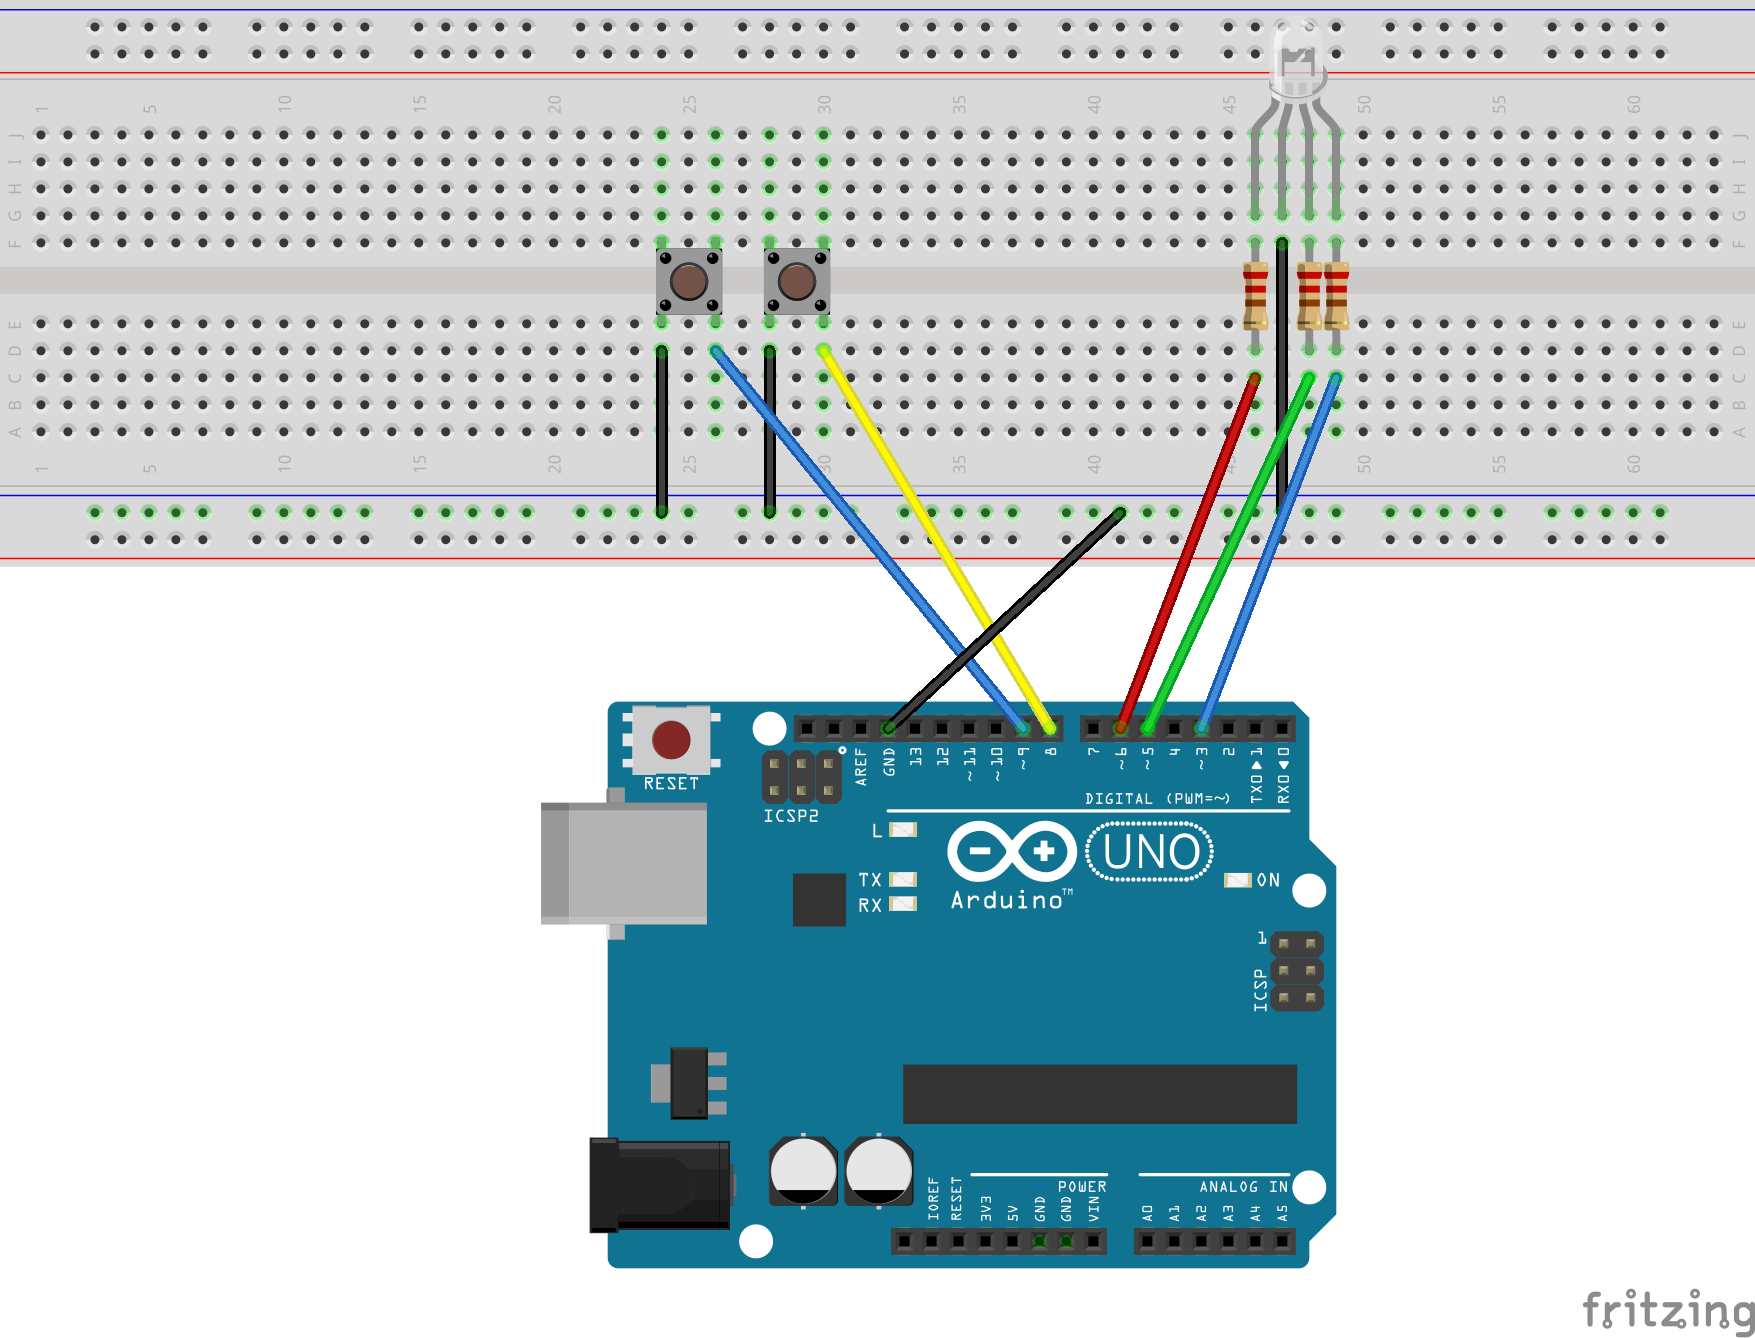 1 5 10 15 20 25 30 35 40 45 50 55 60
J J
I I
H H
G G
F F
E E
D D
C C
B B
A A
1 5 10 15 20 25 30 35 40 45 50 55 60
RESET
ICSP2
AREF
GND
13
12
~11
~10
~9
8
7
~6
~5
4
~3
2
TX0▶1
RX0◀0
DIGITAL (PWM=~)
L
TX
RX
Arduino™
UNO
ON
1
ICSP
IOREF
RESET
3V3
5V
GND
GND
VIN
POWER
ANALOG IN
A0
A1
A2
A3
A4
A5
fritzing